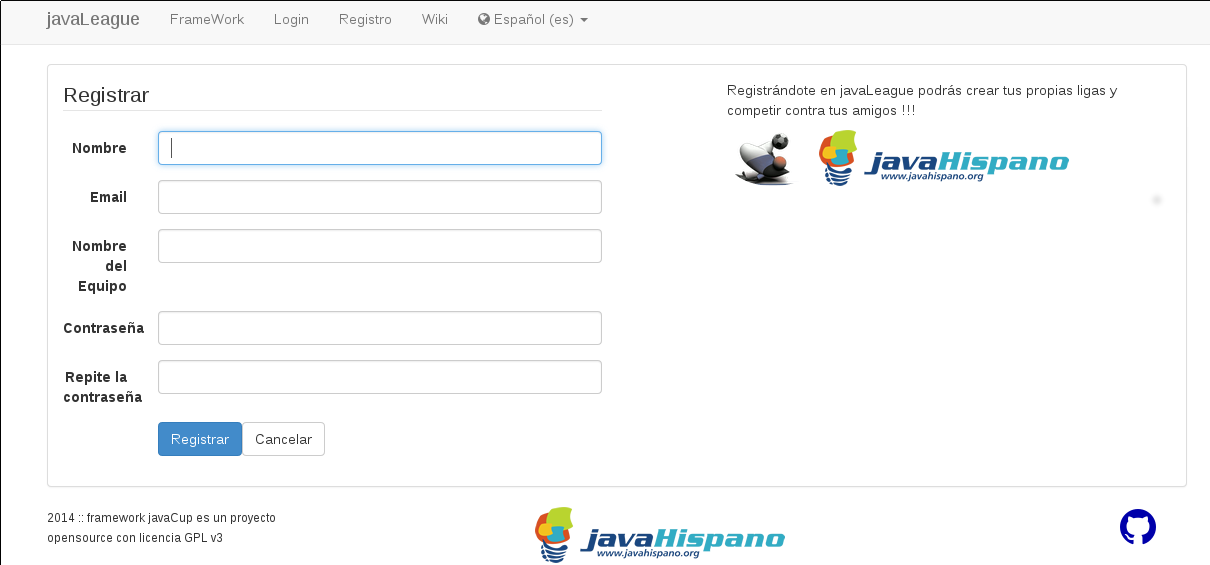 javaLeague FrameWork Login Registro Wiki Español (es)
Registrar
Nombre
Email
Nombre
del
Equipo
Contraseña
Repite la
contraseña
Registrar Cancelar
Registrándote en javaLeague podrás crear tus propias ligas y
competir contra tus amigos !!!
javaHispano
www.javahispano.org
2014 :: framework javaCup es un proyecto
opensource con licencia GPL v3
javaHispano
www.javahispano.org